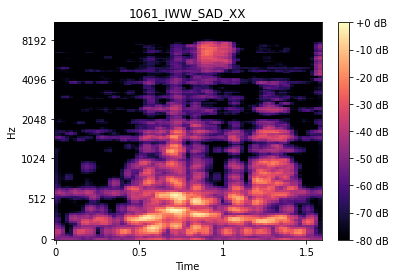 1061_IWW_SAD_XX
+0 dB
8192
-10 dB
4096
-20 dB
-30 dB
2048
Hz
-40 dB
1024
-50 dB
512
-60 dB
-70 dB
0
-80 dB
0
0.5
1
1.5
Time